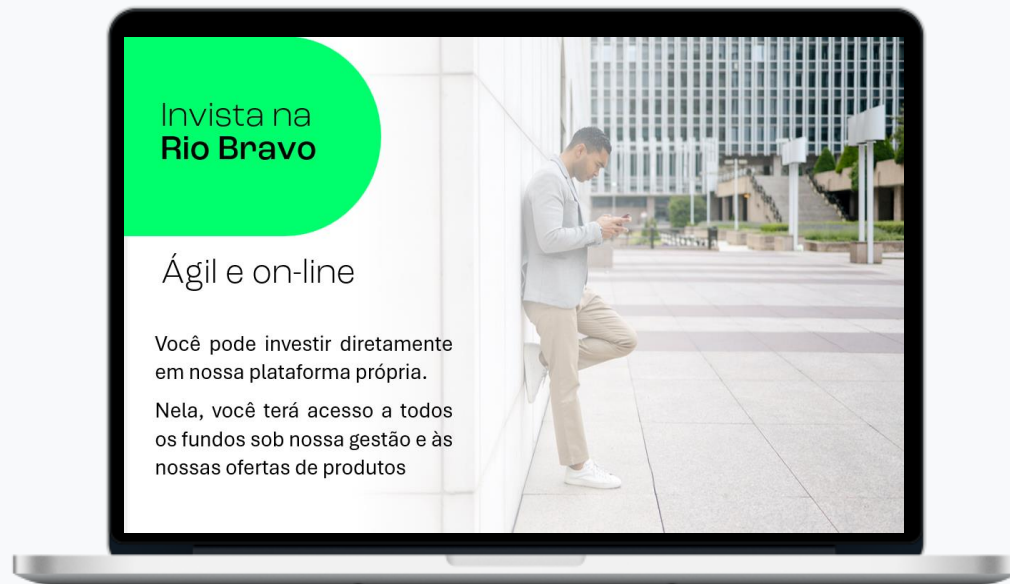 Invista na
Rio Bravo
Ágil e on-line
Você pode investir diretamente
em nossa plataforma própria.
Nela, você terá acesso a todos
os fundos sob nossa gestão e às
nossas ofertas de produtos